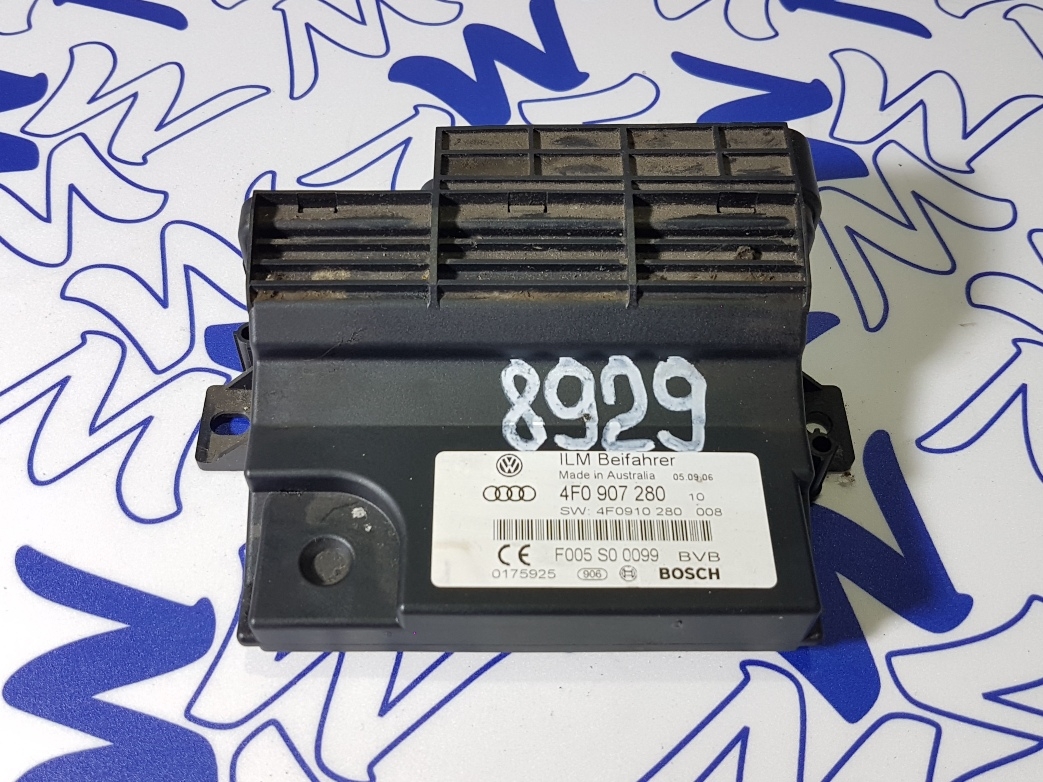 8929
ILM Beifahrer
Made in Australia 05.09.06
4F0 907 280 10
SW: 4F0910 280 008
CE F005 S0 0099 BVB
0175925 906 BOSCH